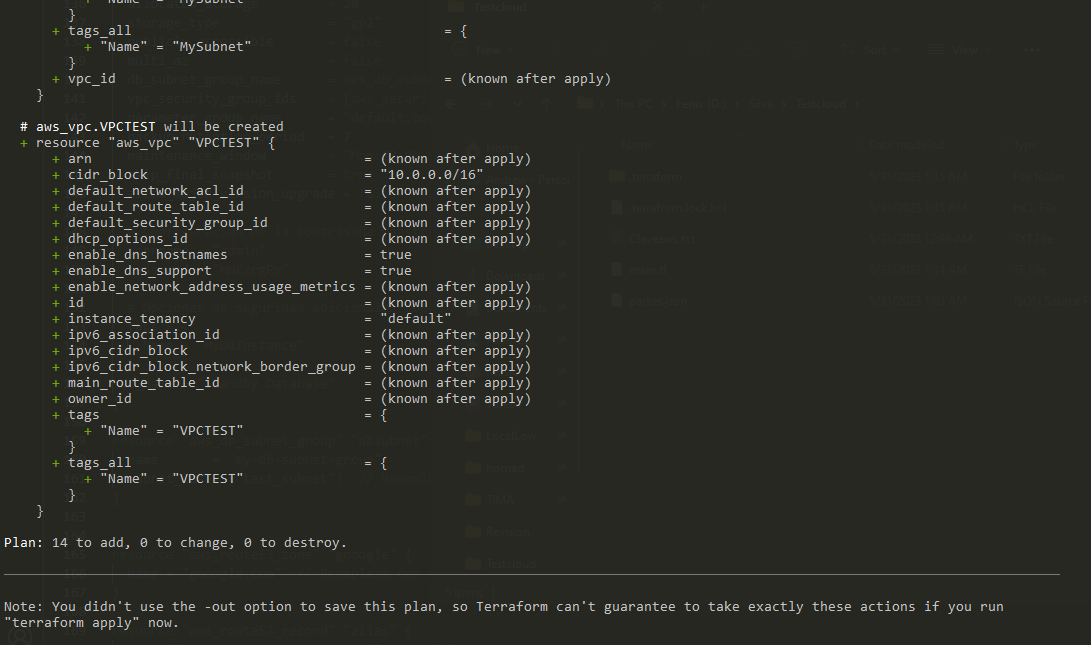 + "Name" = "MySubnet"
}
+ tags_all = {
+ "Name" = "MySubnet"
}
+ vpc_id = (known after apply)
}
# aws_vpc.VPCTEST will be created
+ resource "aws_vpc" "VPCTEST" {
+ arn = (known after apply)
+ cidr_block = "10.0.0.0/16"
+ default_network_acl_id = (known after apply)
+ default_route_table_id = (known after apply)
+ default_security_group_id = (known after apply)
+ dhcp_options_id = (known after apply)
+ enable_dns_hostnames = true
+ enable_dns_support = true
+ enable_network_address_usage_metrics = (known after apply)
+ id = (known after apply)
+ instance_tenancy = "default"
+ ipv6_association_id = (known after apply)
+ ipv6_cidr_block = (known after apply)
+ ipv6_cidr_block_network_border_group = (known after apply)
+ main_route_table_id = (known after apply)
+ owner_id = (known after apply)
+ tags = {
+ "Name" = "VPCTEST"
}
+ tags_all = {
+ "Name" = "VPCTEST"
}
}
Plan: 14 to add, 0 to change, 0 to destroy.
Note: You didn't use the -out option to save this plan, so Terraform can't guarantee to take exactly these actions if you run
"terraform apply" now.